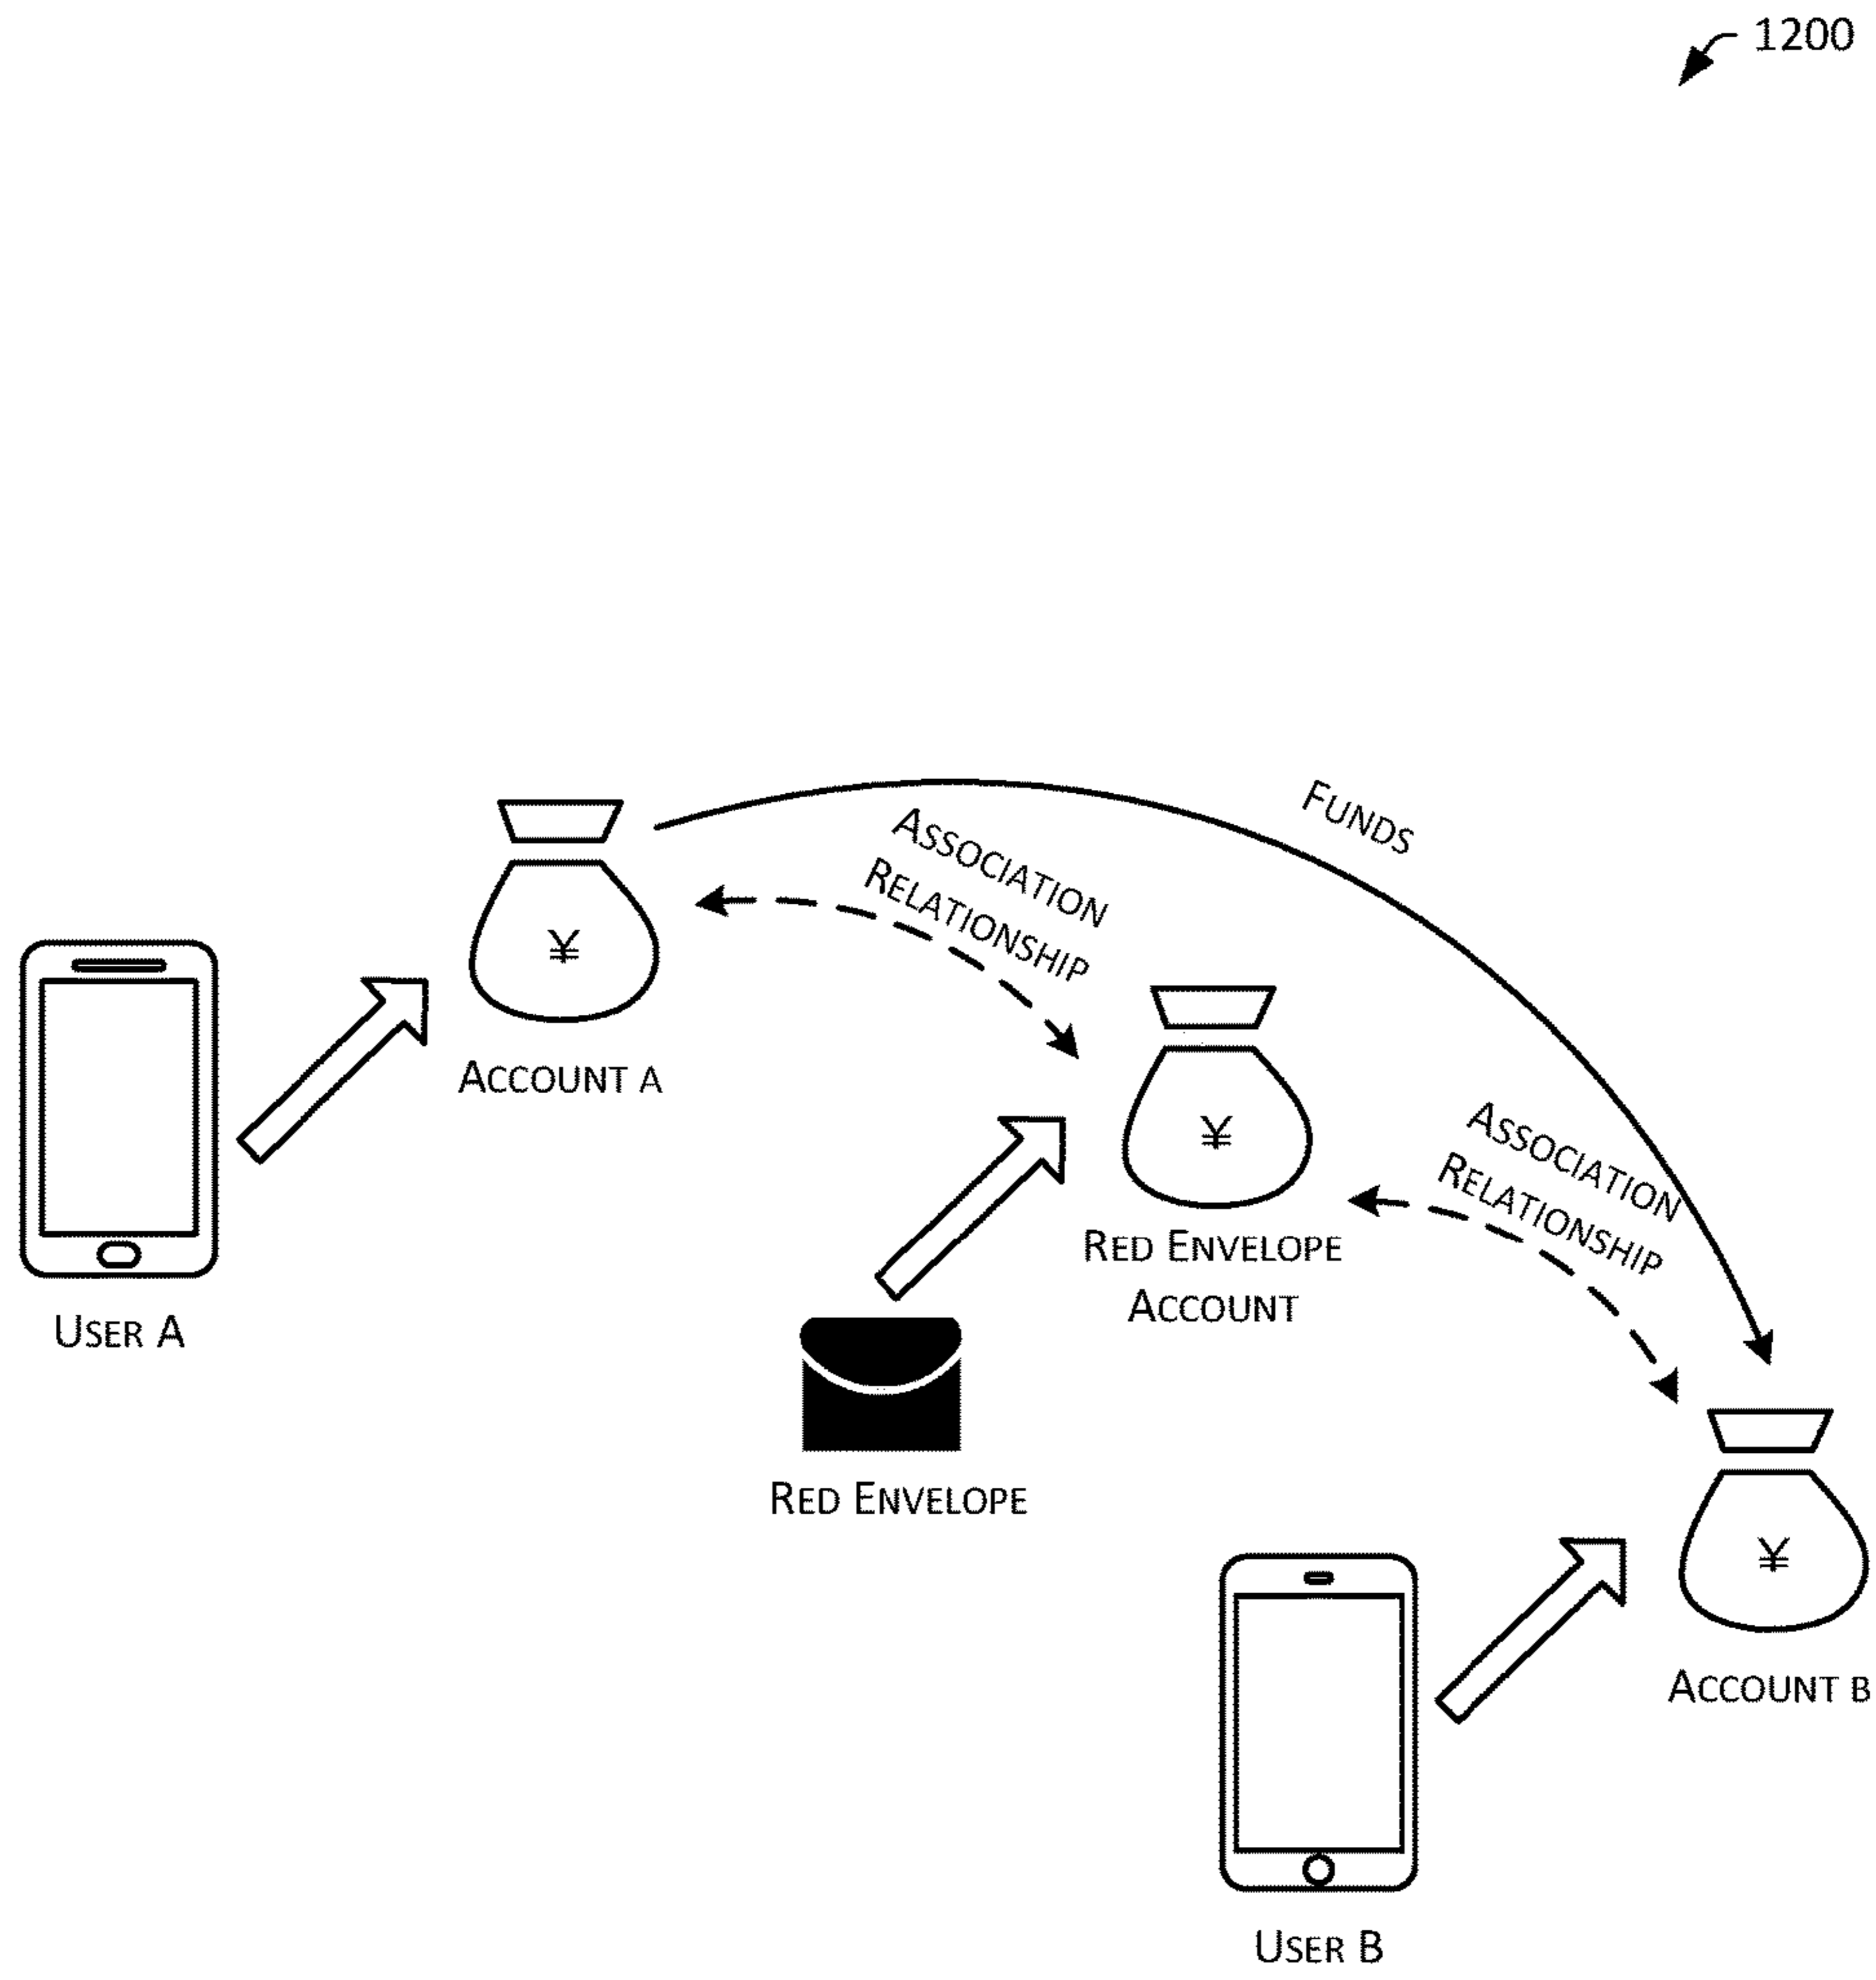 1200
FUNDS
ASSOCIATION
RELATIONSHIP
¥
ACCOUNT A
¥
ASSOCIATION
RELATIONSHIP
RED ENVELOPE
ACCOUNT
USER A
RED ENVELOPE
¥
ACCOUNT B
USER B